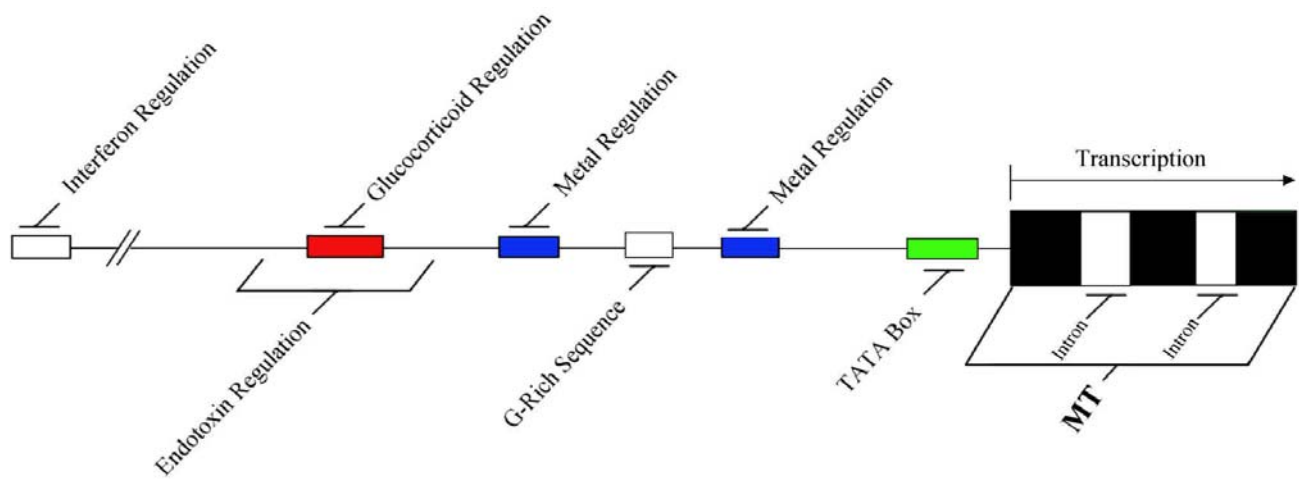 Interferon Regulation
Glucocorticoid Regulation
Metal Regulation
Metal Regulation
Transcription
Endotoxin Regulation
G-Rich Sequence
TATA Box
Intron
Intron
MT